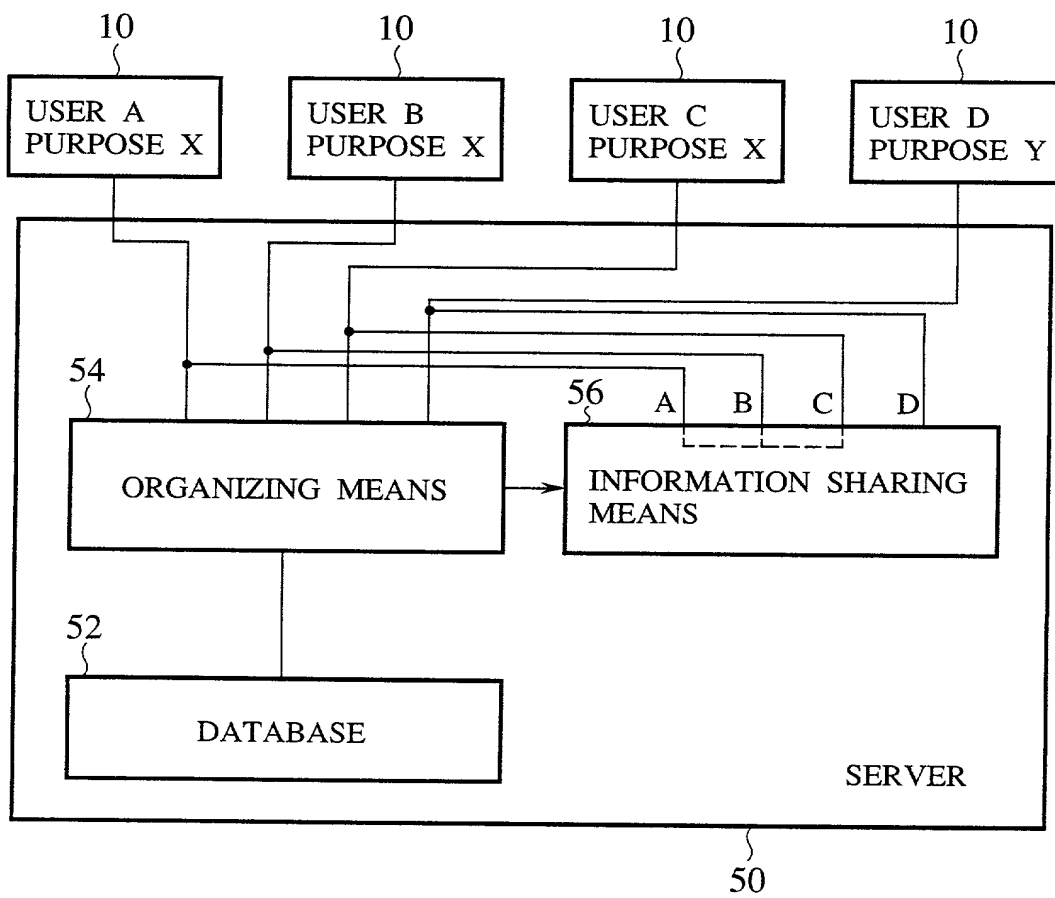 10
10
10
10
USER A
PURPOSE X
USER B
PURPOSE X
USER C
PURPOSE X
USER D
PURPOSE Y
54
56
A
B
C
D
ORGANIZING MEANS
INFORMATION SHARING
MEANS
52
DATABASE
SERVER
50